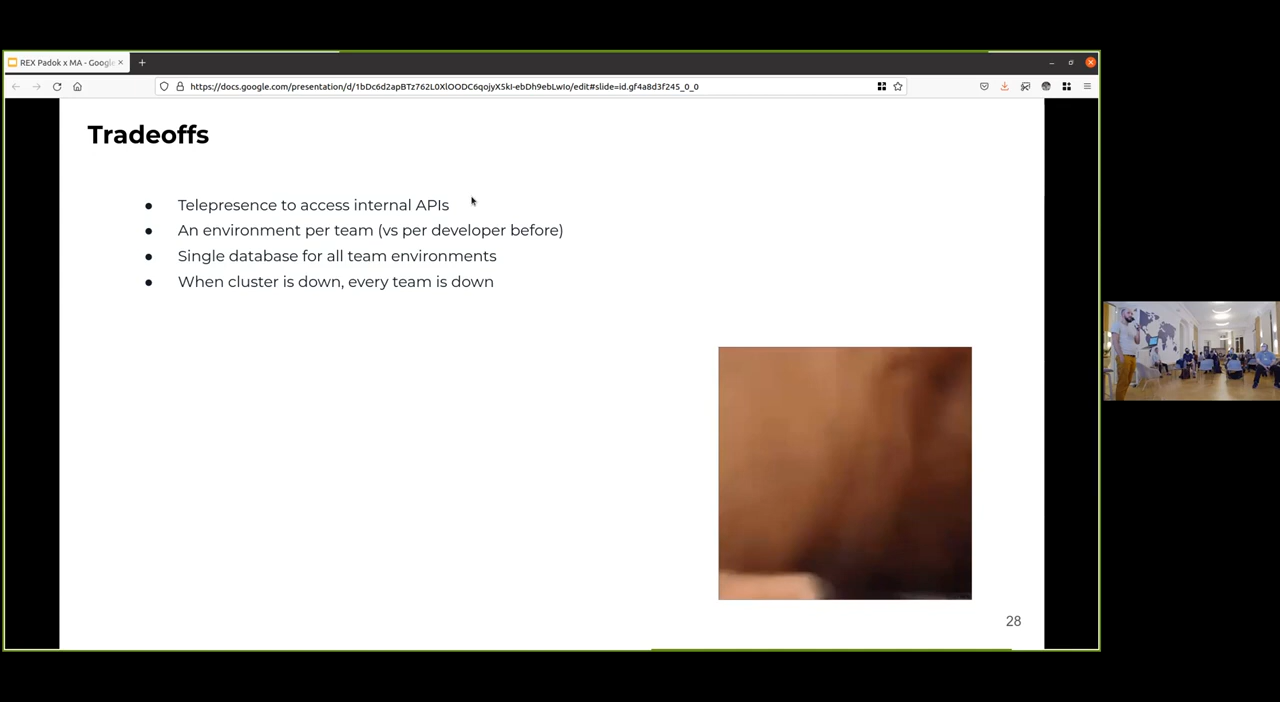 REX Padok x MA - Google
https://docs.google.com/presentation/d/1bDc6d2apBTz762L0XlOODC6qojyX5kI-ebDh9ebLwIo/edit#slide=id.gf4a8d3f245_0_0
Tradeoffs
● Telepresence to access internal APIs
● An environment per team (vs per developer before)
● Single database for all team environments
● When cluster is down, every team is down
28